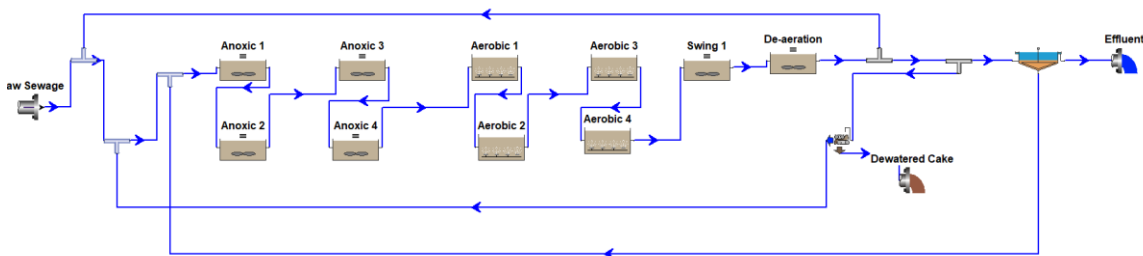 Anoxic 1
Anoxic 3
Aerobic 1
Aerobic 3
Swing 1
De-aeration
Effluent
aw Sewage
Anoxic 2
Anoxic 4
Aerobic 2
Aerobic 4
Dewatered Cake